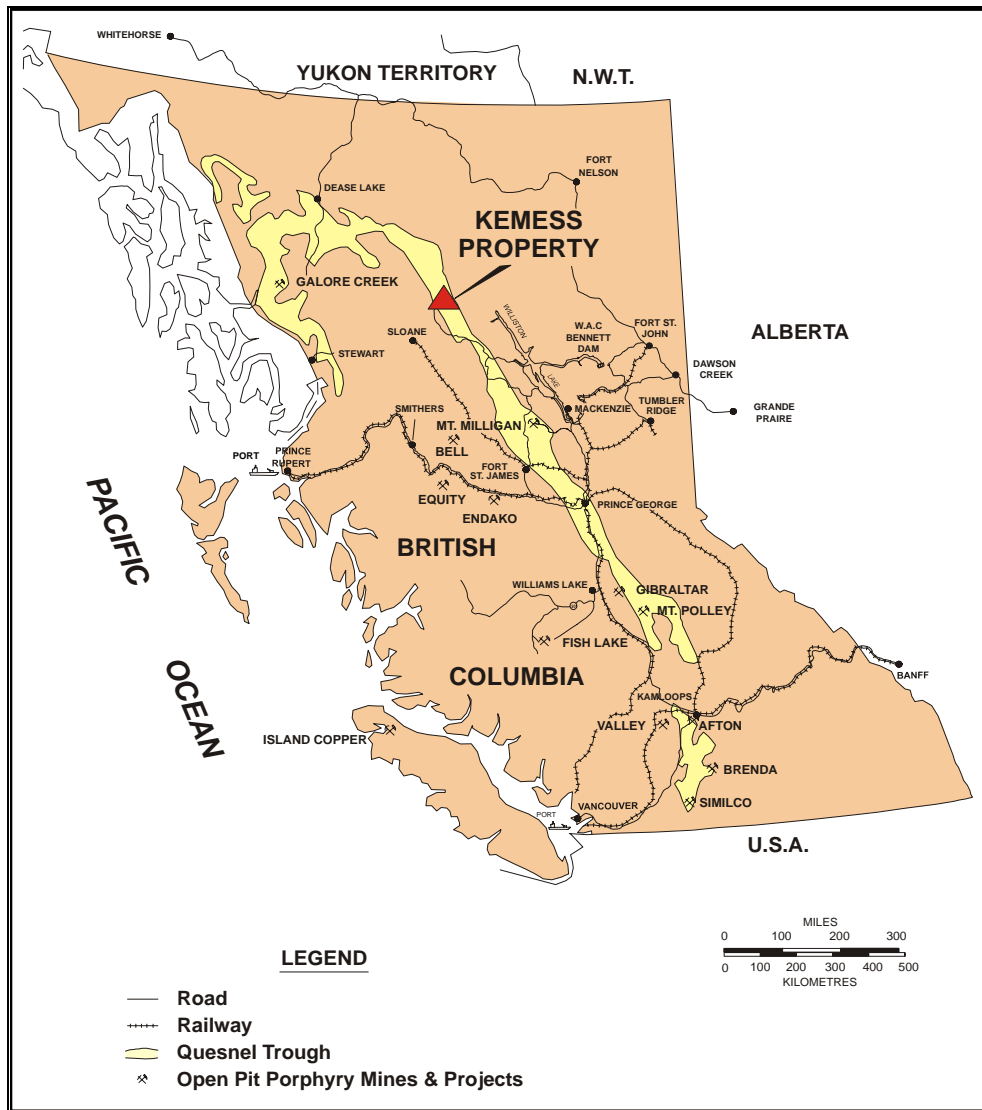 WHITEHORSE
YUKON TERRITORY
N.W.T.
FORT
NELSON
DEASE LAKE
KEMESS
PROPERTY
GALORE CREEK
WILLISTON
LAKE
W.A.C
BENNETT
DAM
FORT ST.
JOHN
ALBERTA
SLOANE
STEWART
DAWSON
CREEK
MACKENZIE
TUMBLER
RIDGE
GRANDE
PRAIRE
SMITHERS
MT. MILLIGAN
BELL
PORT
PRINCE
RUPERT
FORT
ST. JAMES
EQUITY
ENDAKO
PRINCE GEORGE
PACIFIC
OCEAN
BRITISH
COLUMBIA
WILLIAMS LAKE
GIBRALTAR
MT. POLLEY
FISH LAKE
BANFF
KAMLOOPS
VALLEY
AFTON
ISLAND COPPER
BRENDA
SIMILCO
VANCOUVER
PORT
U.S.A.
MILES
0 100 200 300
0 100 200 300 400 500
KILOMETRES
LEGEND
Road
Railway
Quesnel Trough
Open Pit Porphyry Mines & Projects